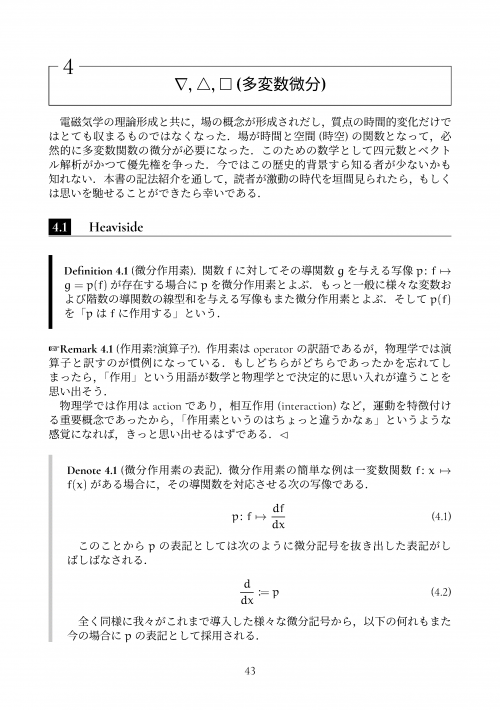 4
∇, △, □ (多変数微分)
電磁気学の理論形成と共に，場の概念が形成されだし，質点の時間的変化だけで
はとても収まるものではなくなった．場が時間と空間 (時空) の関数となって，必
然的に多変数関数の微分が必要になった．このための数学として四元数とベクト
ル解析がかつて優先権を争った．今ではこの歴史的背景すら知る者が少ないかも
知れない．本書の記法紹介を通して，読者が激動の時代を垣間見られたら，もしく
は思いを馳せることができたら幸いである．
4.1 Heaviside
Definition 4.1 (微分作用素). 関数 f に対してその導関数 g を与える写像 p: f ↦
g = p(f) が存在する場合に p を微分作用素とよぶ．もっと一般に様々な変数お
よび階数の導関数の線型和を与える写像もまた微分作用素とよぶ．そして p(f)
を「p は f に作用する」という．
☞Remark 4.1 (作用素?演算子?). 作用素は operator の訳語であるが，物理学では演
算子と訳すのが慣例になっている．もしどちらがどちらであったかを忘れてし
まったら，「作用」という用語が数学と物理学とで決定的に思い入れが違うことを
思い出そう．
物理学では作用は action であり，相互作用 (interaction) など，運動を特徴付け
る重要概念であったから，「作用素というのはちょっと違うかなぁ」というような
感覚になれば，きっと思い出せるはずである．◁
Denote 4.1 (微分作用素の表記). 微分作用素の簡単な例は一変数関数 f: x ↦
f(x) がある場合に，その導関数を対応させる次の写像である．
p: f ↦ df/dx (4.1)
このことから p の表記としては次のように微分記号を抜き出した表記がし
ばしばなされる．
d/dx := p (4.2)
全く同様に我々がこれまで導入した様々な微分記号から，以下の何れもまた
今の場合に p の表記として採用される．
43